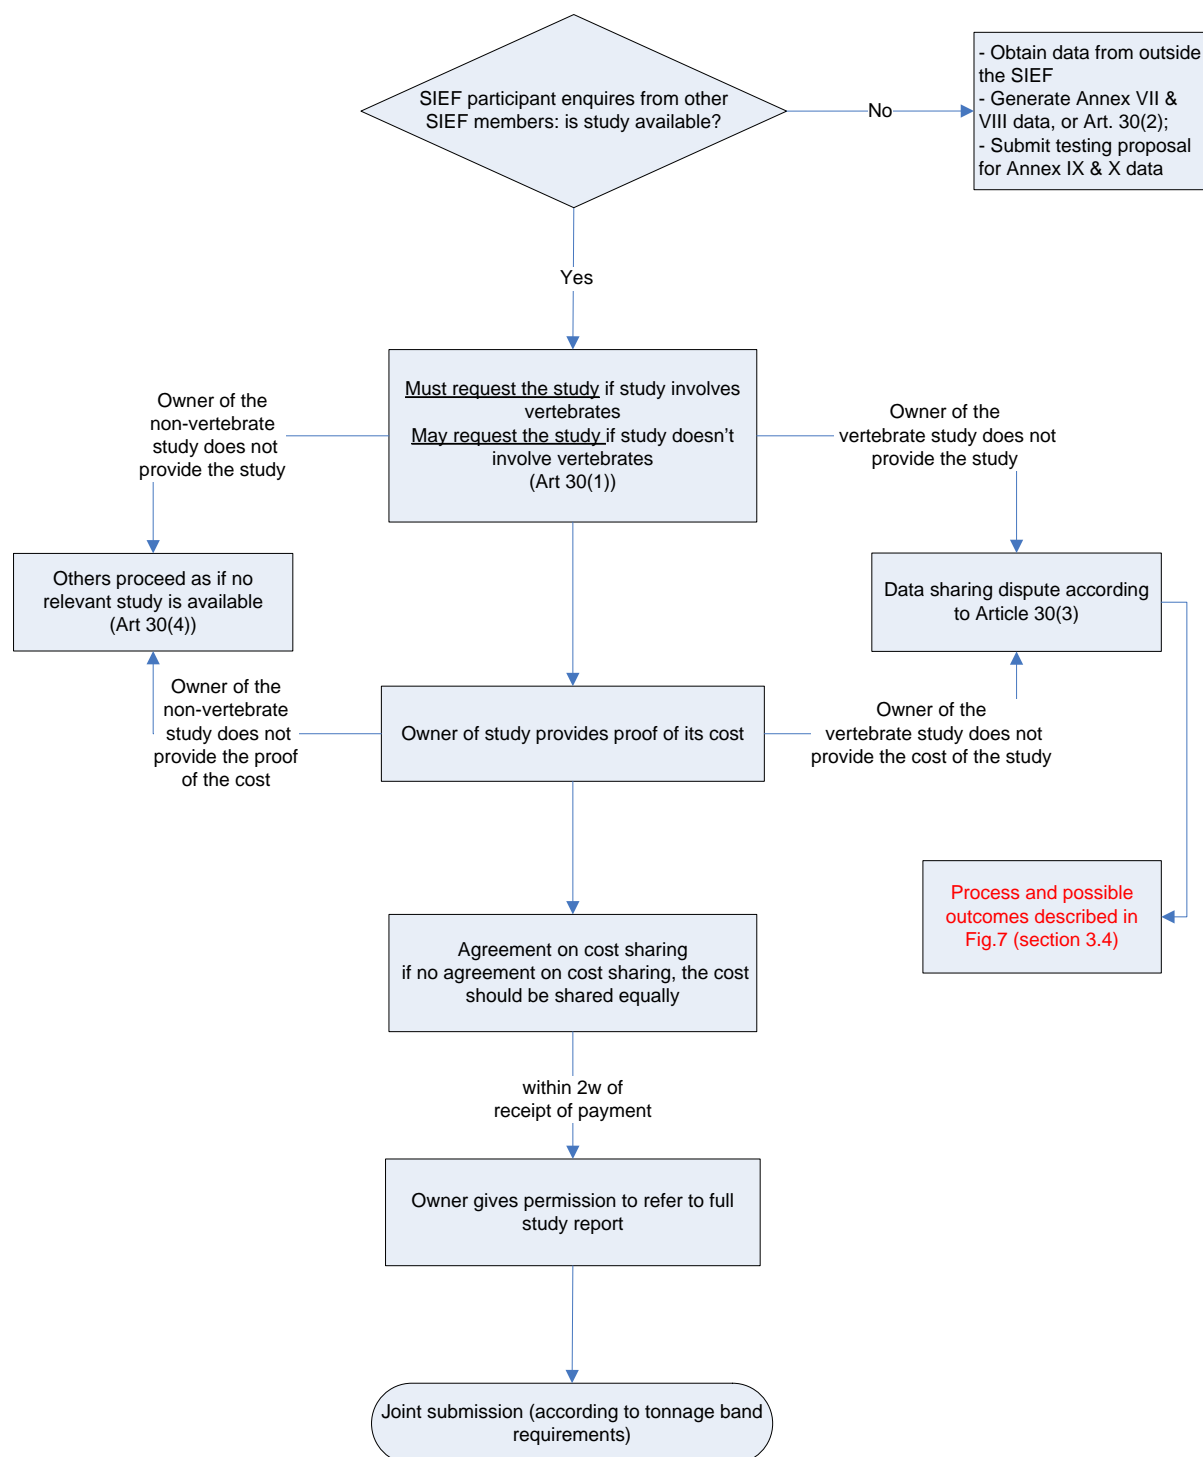 SIEF participant enquires from other
SIEF members: is study available?
No
- Obtain data from outside
the SIEF
- Generate Annex VII &
VIII data, or Art. 30(2);
- Submit testing proposal
for Annex IX & X data
Yes
Must request the study if study involves
vertebrates
May request the study if study doesn't
involve vertebrates
(Art 30(1))
Owner of the
non-vertebrate
study does not
provide the study
Owner of the
vertebrate study does not
provide the study
Others proceed as if no
relevant study is available
(Art 30(4))
Data sharing dispute according
to Article 30(3)
Owner of the
non-vertebrate
study does not
provide the proof
of the cost
Owner of study provides proof of its cost
Owner of the
vertebrate study does not
provide the cost of the study
Process and possible
outcomes described in
Fig.7 (section 3.4)
Agreement on cost sharing
if no agreement on cost sharing, the cost
should be shared equally
within 2w of
receipt of payment
Owner gives permission to refer to full
study report
Joint submission (according to tonnage band
requirements)